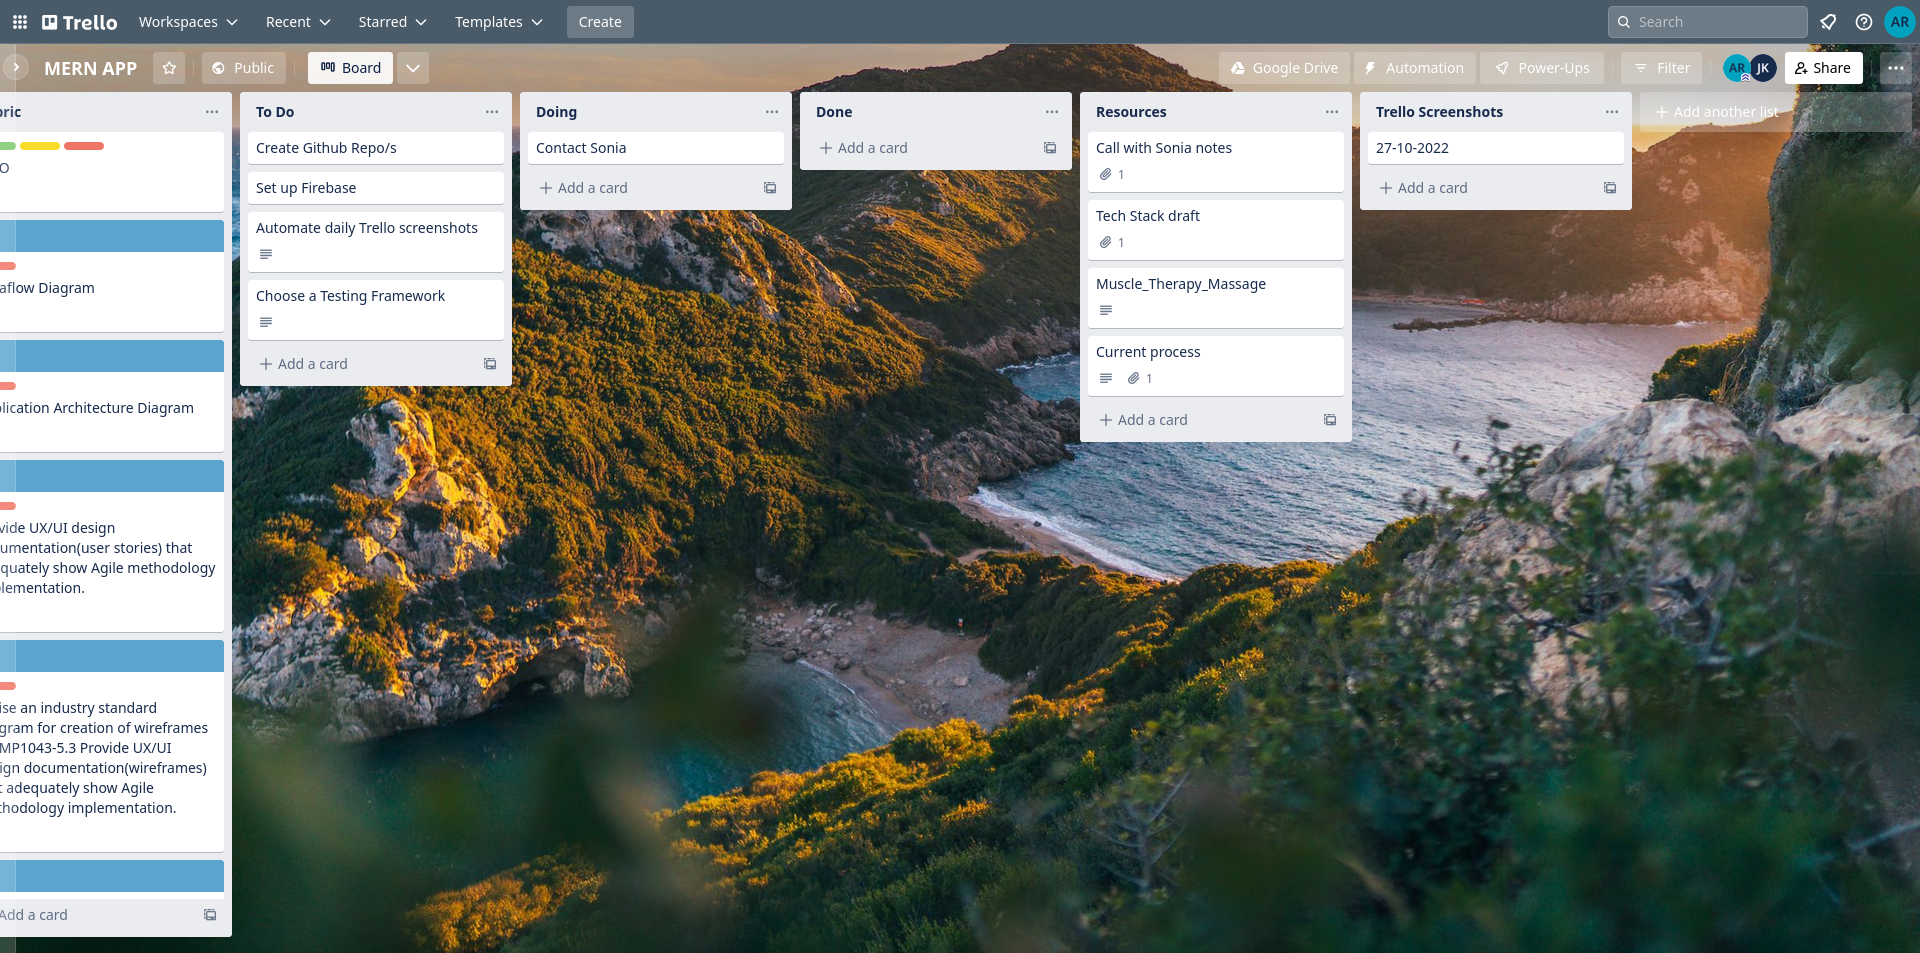 Trello
Workspaces
Recent
Starred
Templates
Create
Search
AR
MERN APP
Public
Board
Google Drive
Automation
Power-Ups
Filter
AR
JK
Share
ric
O
aflow Diagram
lication Architecture Diagram
vide UX/UI design
umentation(user stories) that
quately show Agile methodology
lementation.
ise an industry standard
gram for creation of wireframes
MP1043-5.3 Provide UX/UI
ign documentation(wireframes)
t adequately show Agile
thodology implementation.
Add a card
To Do
Create Github Repo/s
Set up Firebase
Automate daily Trello screenshots
Choose a Testing Framework
Add a card
Doing
Contact Sonia
Add a card
Done
Add a card
Resources
Call with Sonia notes
1
Tech Stack draft
1
Muscle_Therapy_Massage
Current process
1
Add a card
Trello Screenshots
27-10-2022
Add a card
Add another list